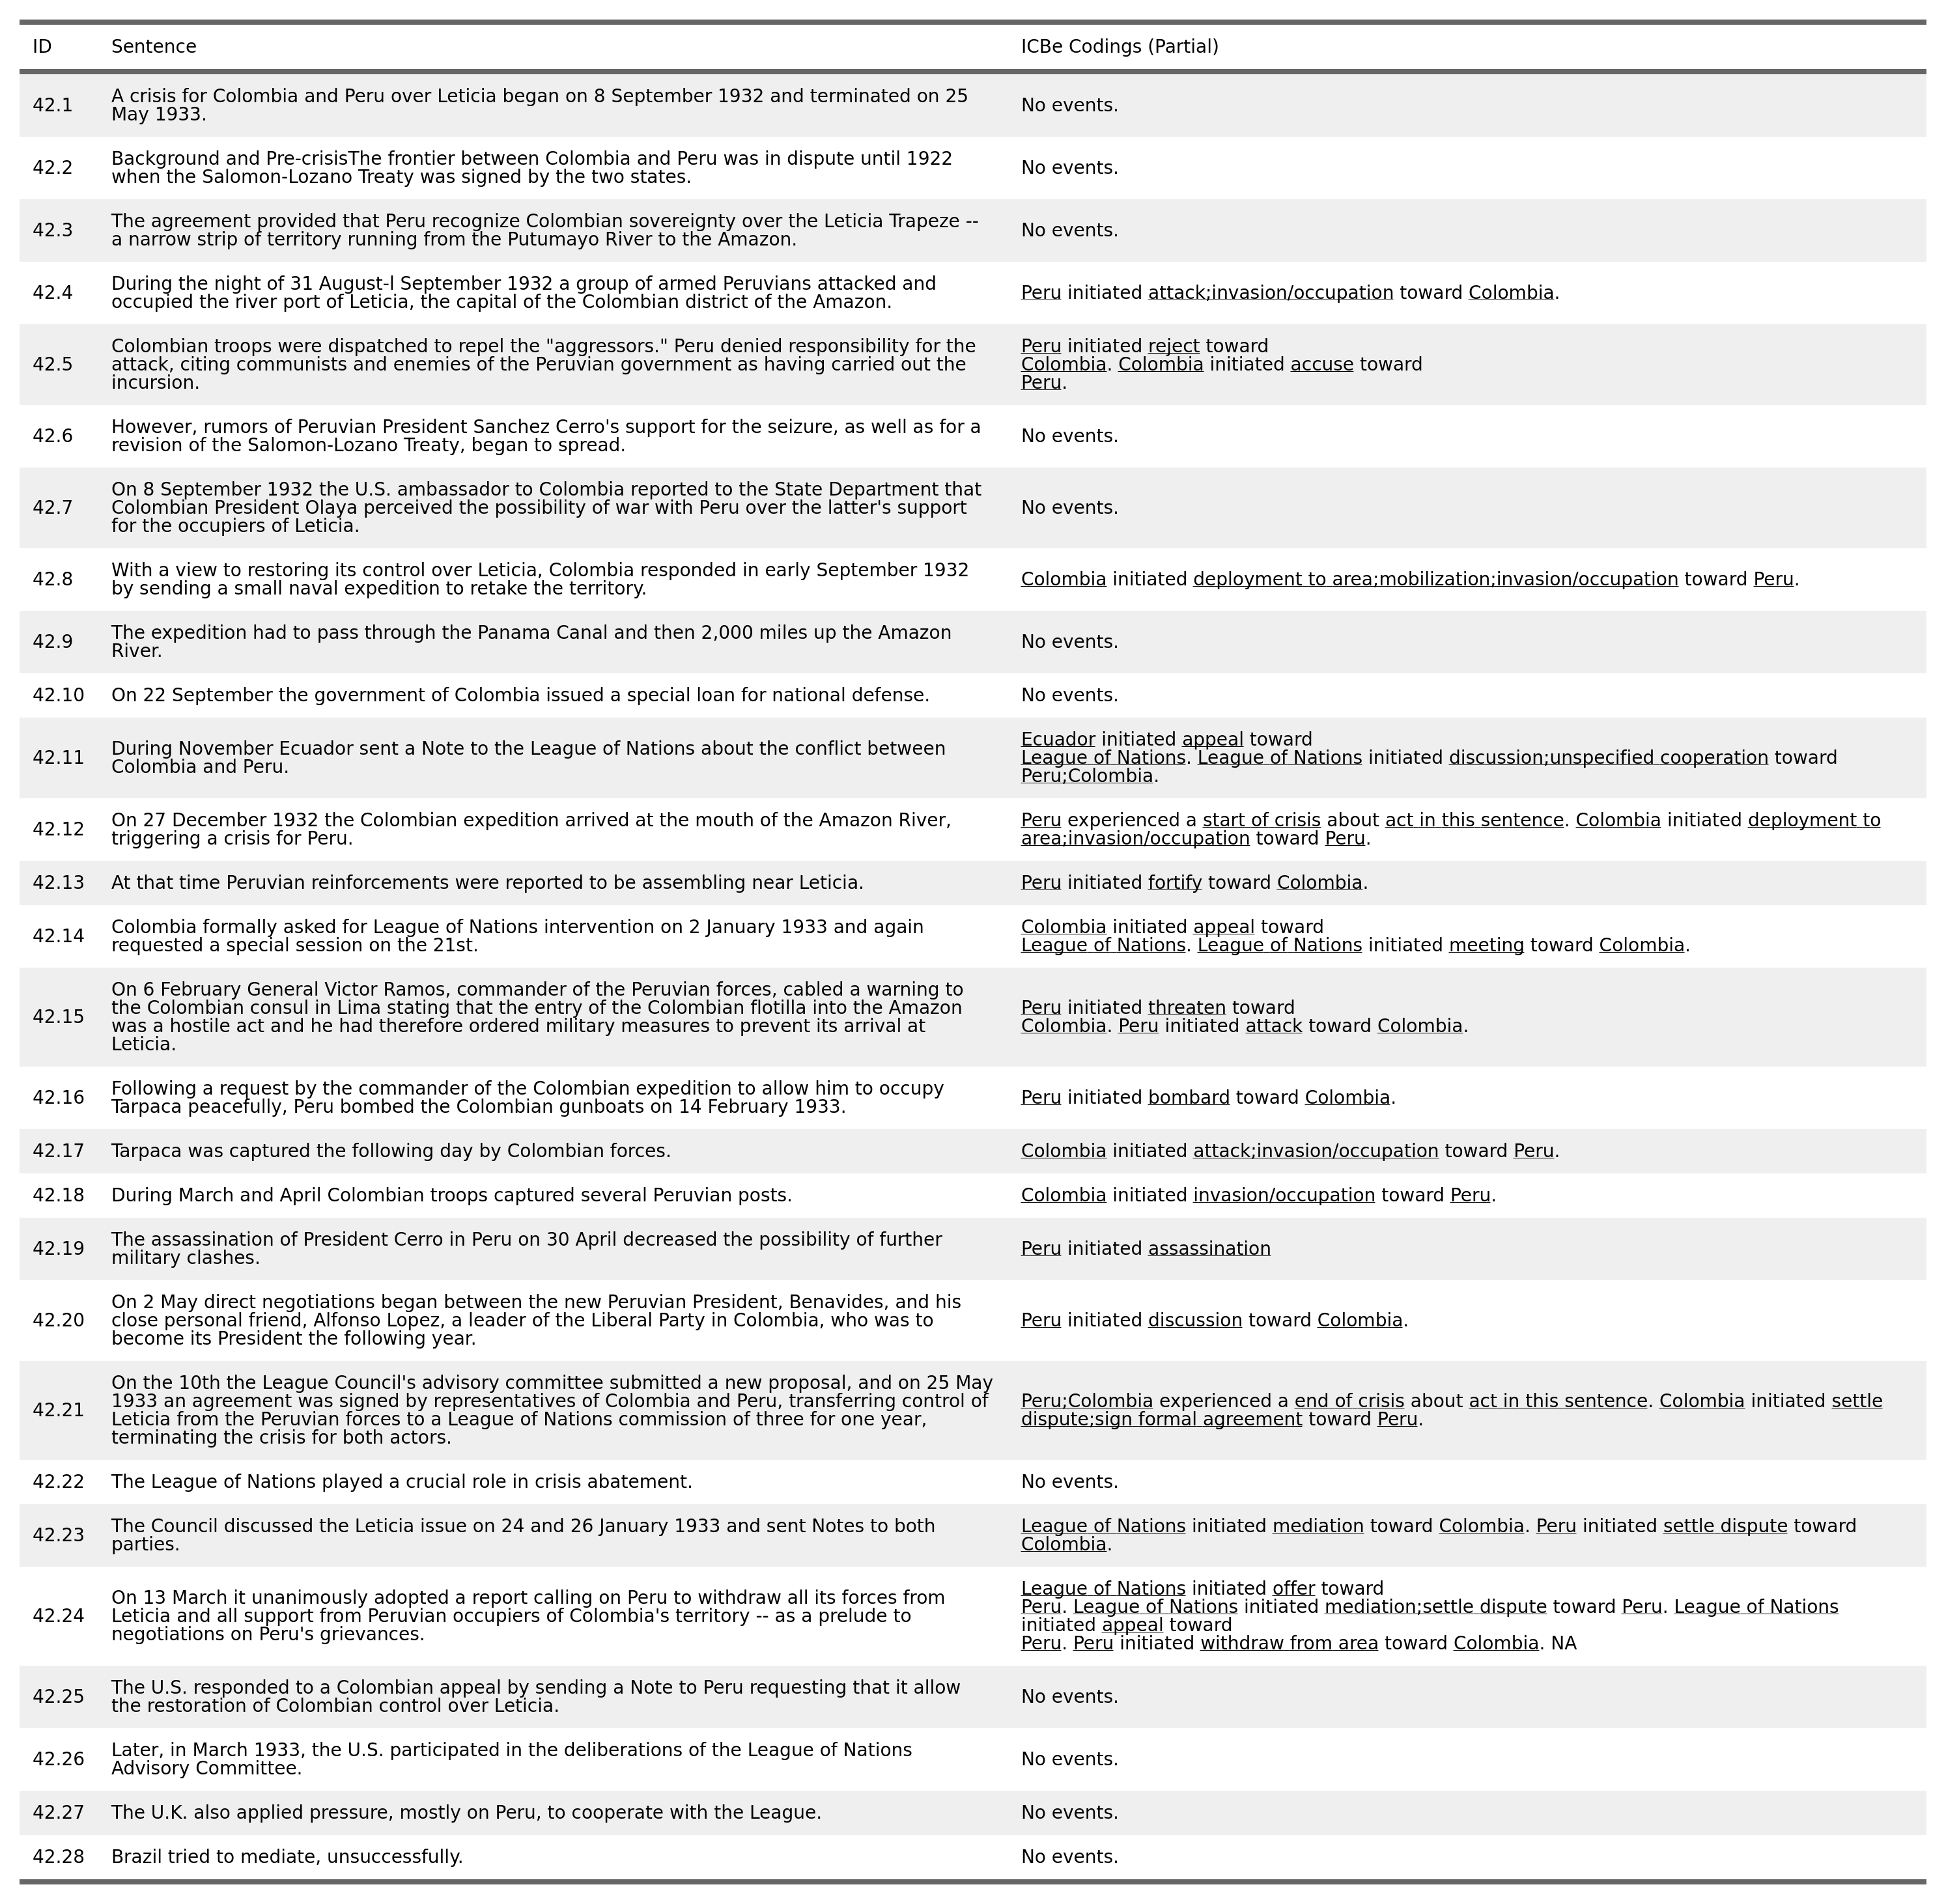 ID Sentence ICBe Codings (Partial)
42.1 A crisis for Colombia and Peru over Leticia began on 8 September 1932 and terminated on 25
May 1933. No events.
42.2 Background and Pre-crisisThe frontier between Colombia and Peru was in dispute until 1922
when the Salomon-Lozano Treaty was signed by the two states. No events.
42.3 The agreement provided that Peru recognize Colombian sovereignty over the Leticia Trapeze --
a narrow strip of territory running from the Putumayo River to the Amazon. No events.
42.4 During the night of 31 August-l September 1932 a group of armed Peruvians attacked and
occupied the river port of Leticia, the capital of the Colombian district of the Amazon. Peru initiated attack;invasion/occupation toward Colombia.
42.5 Colombian troops were dispatched to repel the "aggressors." Peru denied responsibility for the
attack, citing communists and enemies of the Peruvian government as having carried out the
incursion.
Peru initiated reject toward
Colombia. Colombia initiated accuse toward
Peru.
42.6 However, rumors of Peruvian President Sanchez Cerro's support for the seizure, as well as for a
revision of the Salomon-Lozano Treaty, began to spread. No events.
42.7 On 8 September 1932 the U.S. ambassador to Colombia reported to the State Department that
Colombian President Olaya perceived the possibility of war with Peru over the latter's support
for the occupiers of Leticia. No events.
42.8 With a view to restoring its control over Leticia, Colombia responded in early September 1932
by sending a small naval expedition to retake the territory. Colombia initiated deployment to area;mobilization;invasion/occupation toward Peru.
42.9 The expedition had to pass through the Panama Canal and then 2,000 miles up the Amazon
River. No events.
42.10 On 22 September the government of Colombia issued a special loan for national defense. No events.
42.11 During November Ecuador sent a Note to the League of Nations about the conflict between
Colombia and Peru.
Ecuador initiated appeal toward
League of Nations. League of Nations initiated discussion;unspecified cooperation toward
Peru;Colombia.
42.12 On 27 December 1932 the Colombian expedition arrived at the mouth of the Amazon River,
triggering a crisis for Peru.
Peru experienced a start of crisis about act in this sentence. Colombia initiated deployment to
area;invasion/occupation toward Peru.
42.13 At that time Peruvian reinforcements were reported to be assembling near Leticia. Peru initiated fortify toward Colombia.
42.14 Colombia formally asked for League of Nations intervention on 2 January 1933 and again
requested a special session on the 21st.
Colombia initiated appeal toward
League of Nations. League of Nations initiated meeting toward Colombia.
42.15 On 6 February General Victor Ramos, commander of the Peruvian forces, cabled a warning to
the Colombian consul in Lima stating that the entry of the Colombian flotilla into the Amazon
was a hostile act and he had therefore ordered military measures to prevent its arrival at
Leticia.
Peru initiated threaten toward
Colombia. Peru initiated attack toward Colombia.
42.16 Following a request by the commander of the Colombian expedition to allow him to occupy
Tarpaca peacefully, Peru bombed the Colombian gunboats on 14 February 1933. Peru initiated bombard toward Colombia.
42.17 Tarpaca was captured the following day by Colombian forces. Colombia initiated attack;invasion/occupation toward Peru.
42.18 During March and April Colombian troops captured several Peruvian posts. Colombia initiated invasion/occupation toward Peru.
42.19 The assassination of President Cerro in Peru on 30 April decreased the possibility of further
military clashes. Peru initiated assassination
42.20 On 2 May direct negotiations began between the new Peruvian President, Benavides, and his
close personal friend, Alfonso Lopez, a leader of the Liberal Party in Colombia, who was to
become its President the following year. Peru initiated discussion toward Colombia.
42.21 On the 10th the League Council's advisory committee submitted a new proposal, and on 25 May
1933 an agreement was signed by representatives of Colombia and Peru, transferring control of
Leticia from the Peruvian forces to a League of Nations commission of three for one year,
terminating the crisis for both actors.
Peru;Colombia experienced a end of crisis about act in this sentence. Colombia initiated settle
dispute;sign formal agreement toward Peru.
42.22 The League of Nations played a crucial role in crisis abatement. No events.
42.23 The Council discussed the Leticia issue on 24 and 26 January 1933 and sent Notes to both
parties.
League of Nations initiated mediation toward Colombia. Peru initiated settle dispute toward
Colombia.
42.24 On 13 March it unanimously adopted a report calling on Peru to withdraw all its forces from
Leticia and all support from Peruvian occupiers of Colombia's territory -- as a prelude to
negotiations on Peru's grievances.
League of Nations initiated offer toward
Peru. League of Nations initiated mediation;settle dispute toward Peru. League of Nations
initiated appeal toward
Peru. Peru initiated withdraw from area toward Colombia. NA
42.25 The U.S. responded to a Colombian appeal by sending a Note to Peru requesting that it allow
the restoration of Colombian control over Leticia. No events.
42.26 Later, in March 1933, the U.S. participated in the deliberations of the League of Nations
Advisory Committee. No events.
42.27 The U.K. also applied pressure, mostly on Peru, to cooperate with the League. No events.
42.28 Brazil tried to mediate, unsuccessfully. No events.